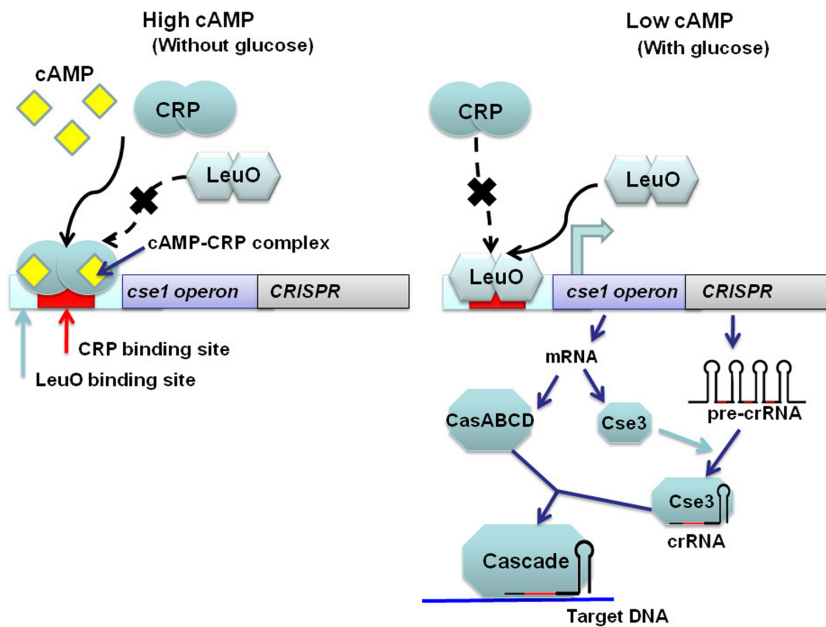 High cAMP
(Without glucose)
cAMP
CRP
LeuO
cAMP-CRP complex
cse1 operon
CRISPR
CRP binding site
LeuO binding site
Low cAMP
(With glucose)
CRP
LeuO
LeuO
cse1 operon
CRISPR
mRNA
pre-crRNA
CasABCD
Cse3
Cse3
crRNA
Cascade
Target DNA